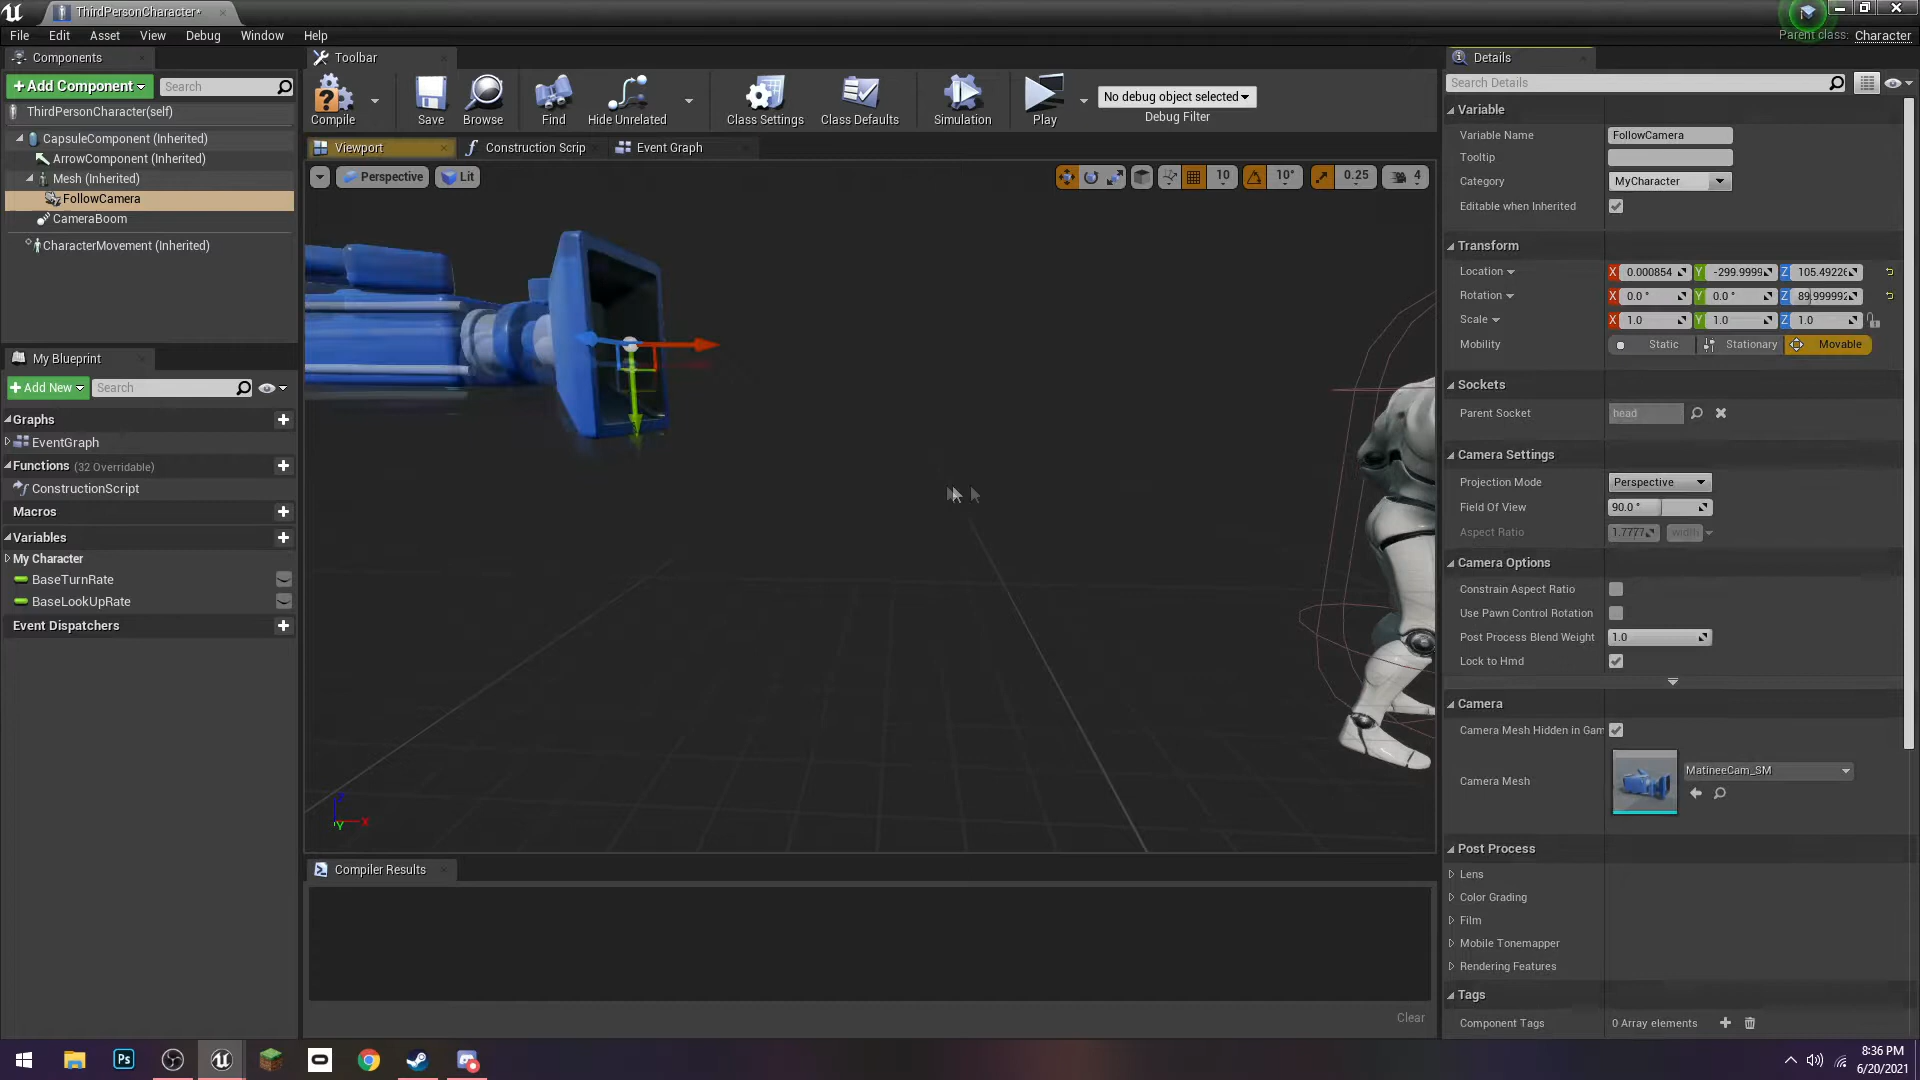 ThirdPersonCharacter*
File Edit Asset View Debug Window Help
Parent class: Character
Components
Toolbar
Details
+Add Component
Search
ThirdPersonCharacter(self)
CapsuleComponent (Inherited)
ArrowComponent (Inherited)
Mesh (Inherited)
FollowCamera
CameraBoom
CharacterMovement (Inherited)
Compile
Save
Browse
Find
Hide Unrelated
Class Settings
Class Defaults
Simulation
Play
No debug object selected
Debug Filter
Viewport
Construction Scrip
Event Graph
Perspective
Lit
10
10°
0.25
4
My Blueprint
+Add New
Search
Graphs
EventGraph
Functions (32 Overridable)
ConstructionScript
Macros
Variables
My Character
BaseTurnRate
BaseLookUpRate
Event Dispatchers
X
Y
Z
Compiler Results
Clear
Search Details
Variable
Variable Name FollowCamera
Tooltip
Category MyCharacter
Editable when Inherited
Transform
Location X 0.000854 Y -299.9999 Z 105.49226
Rotation X 0.0 ° Y 0.0 ° Z 89.999992
Scale X 1.0 Y 1.0 Z 1.0
Mobility Static Stationary Movable
Sockets
Parent Socket head
Camera Settings
Projection Mode Perspective
Field Of View 90.0 °
Aspect Ratio 1.7777 width
Camera Options
Constrain Aspect Ratio
Use Pawn Control Rotation
Post Process Blend Weight 1.0
Lock to Hmd
Camera
Camera Mesh Hidden in Gam
Camera Mesh MatineeCam_SM
Post Process
Lens
Color Grading
Film
Mobile Tonemapper
Rendering Features
Tags
Component Tags 0 Array elements
Ps
8:36 PM
6/20/2021